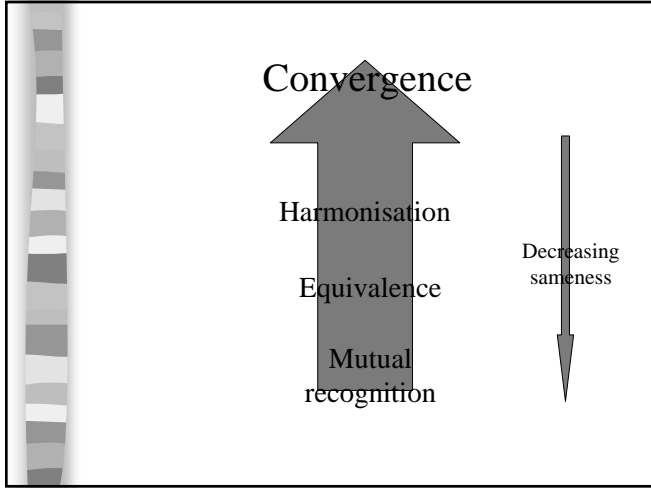 Convergence
Harmonisation
Equivalence
Mutual
recognition
Decreasing
sameness